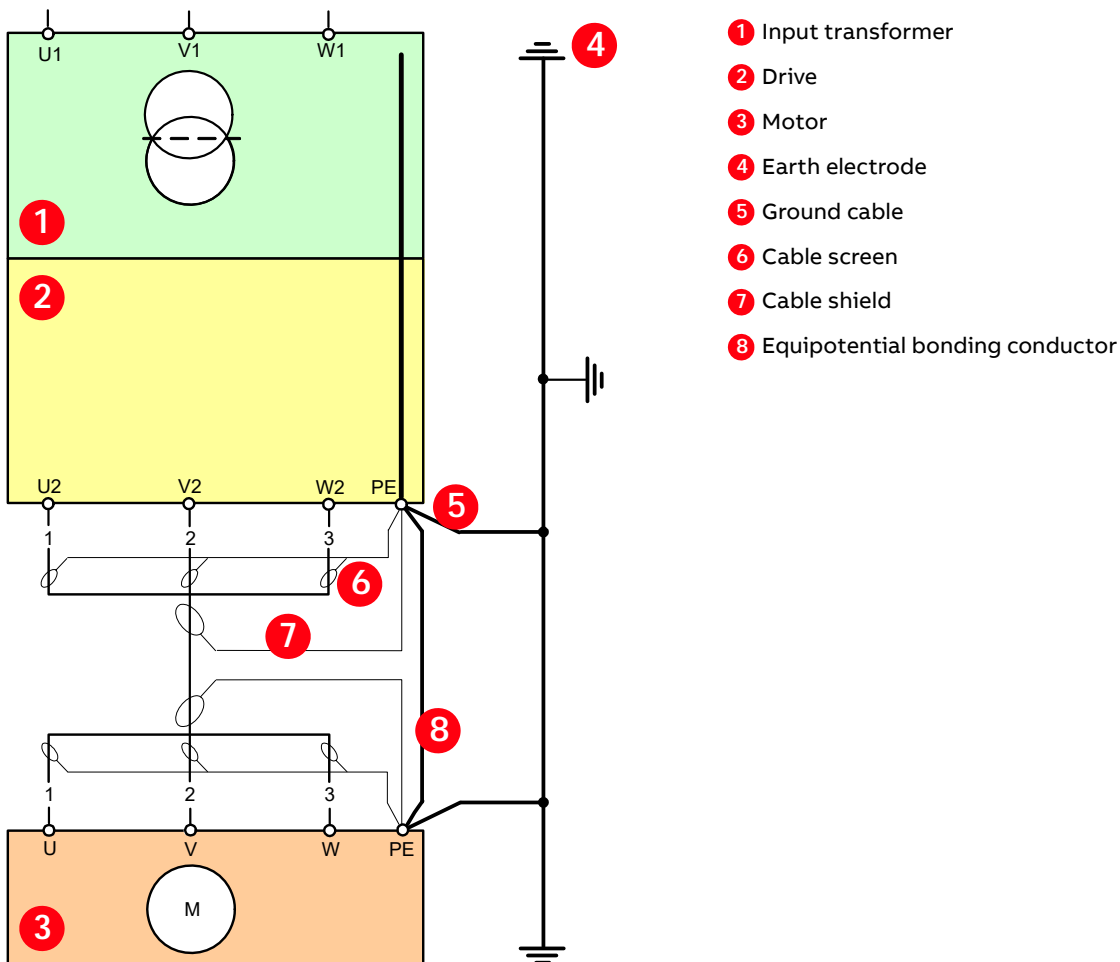 U1 V1 W1
4
1
2
U2 V2 W2 PE
5
1 2 3
6
7
8
1 2 3
U V W PE
M
3
1 Input transformer
2 Drive
3 Motor
4 Earth electrode
5 Ground cable
6 Cable screen
7 Cable shield
8 Equipotential bonding conductor